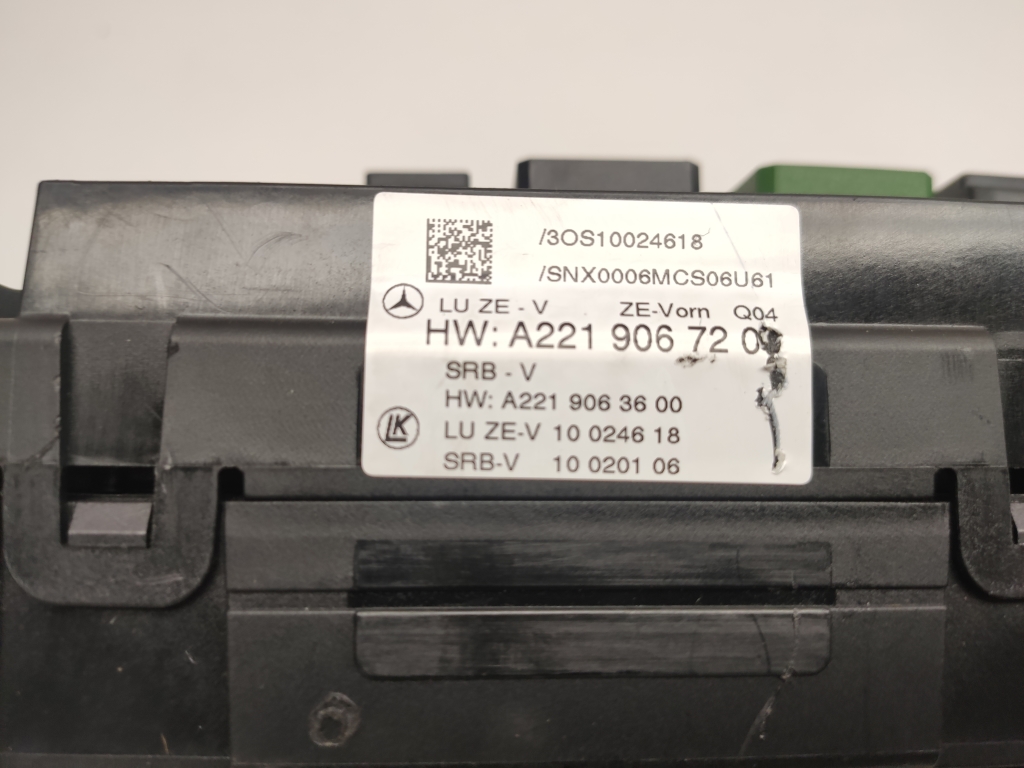 /3OS10024618
/SNX0006MCS06U61
LU ZE - V ZE-Vorn Q04
HW: A221 906 72
SRB - V
HW: A221 906 36 00
LK
LU ZE-V 10 0246 18
SRB-V 10 0201 06